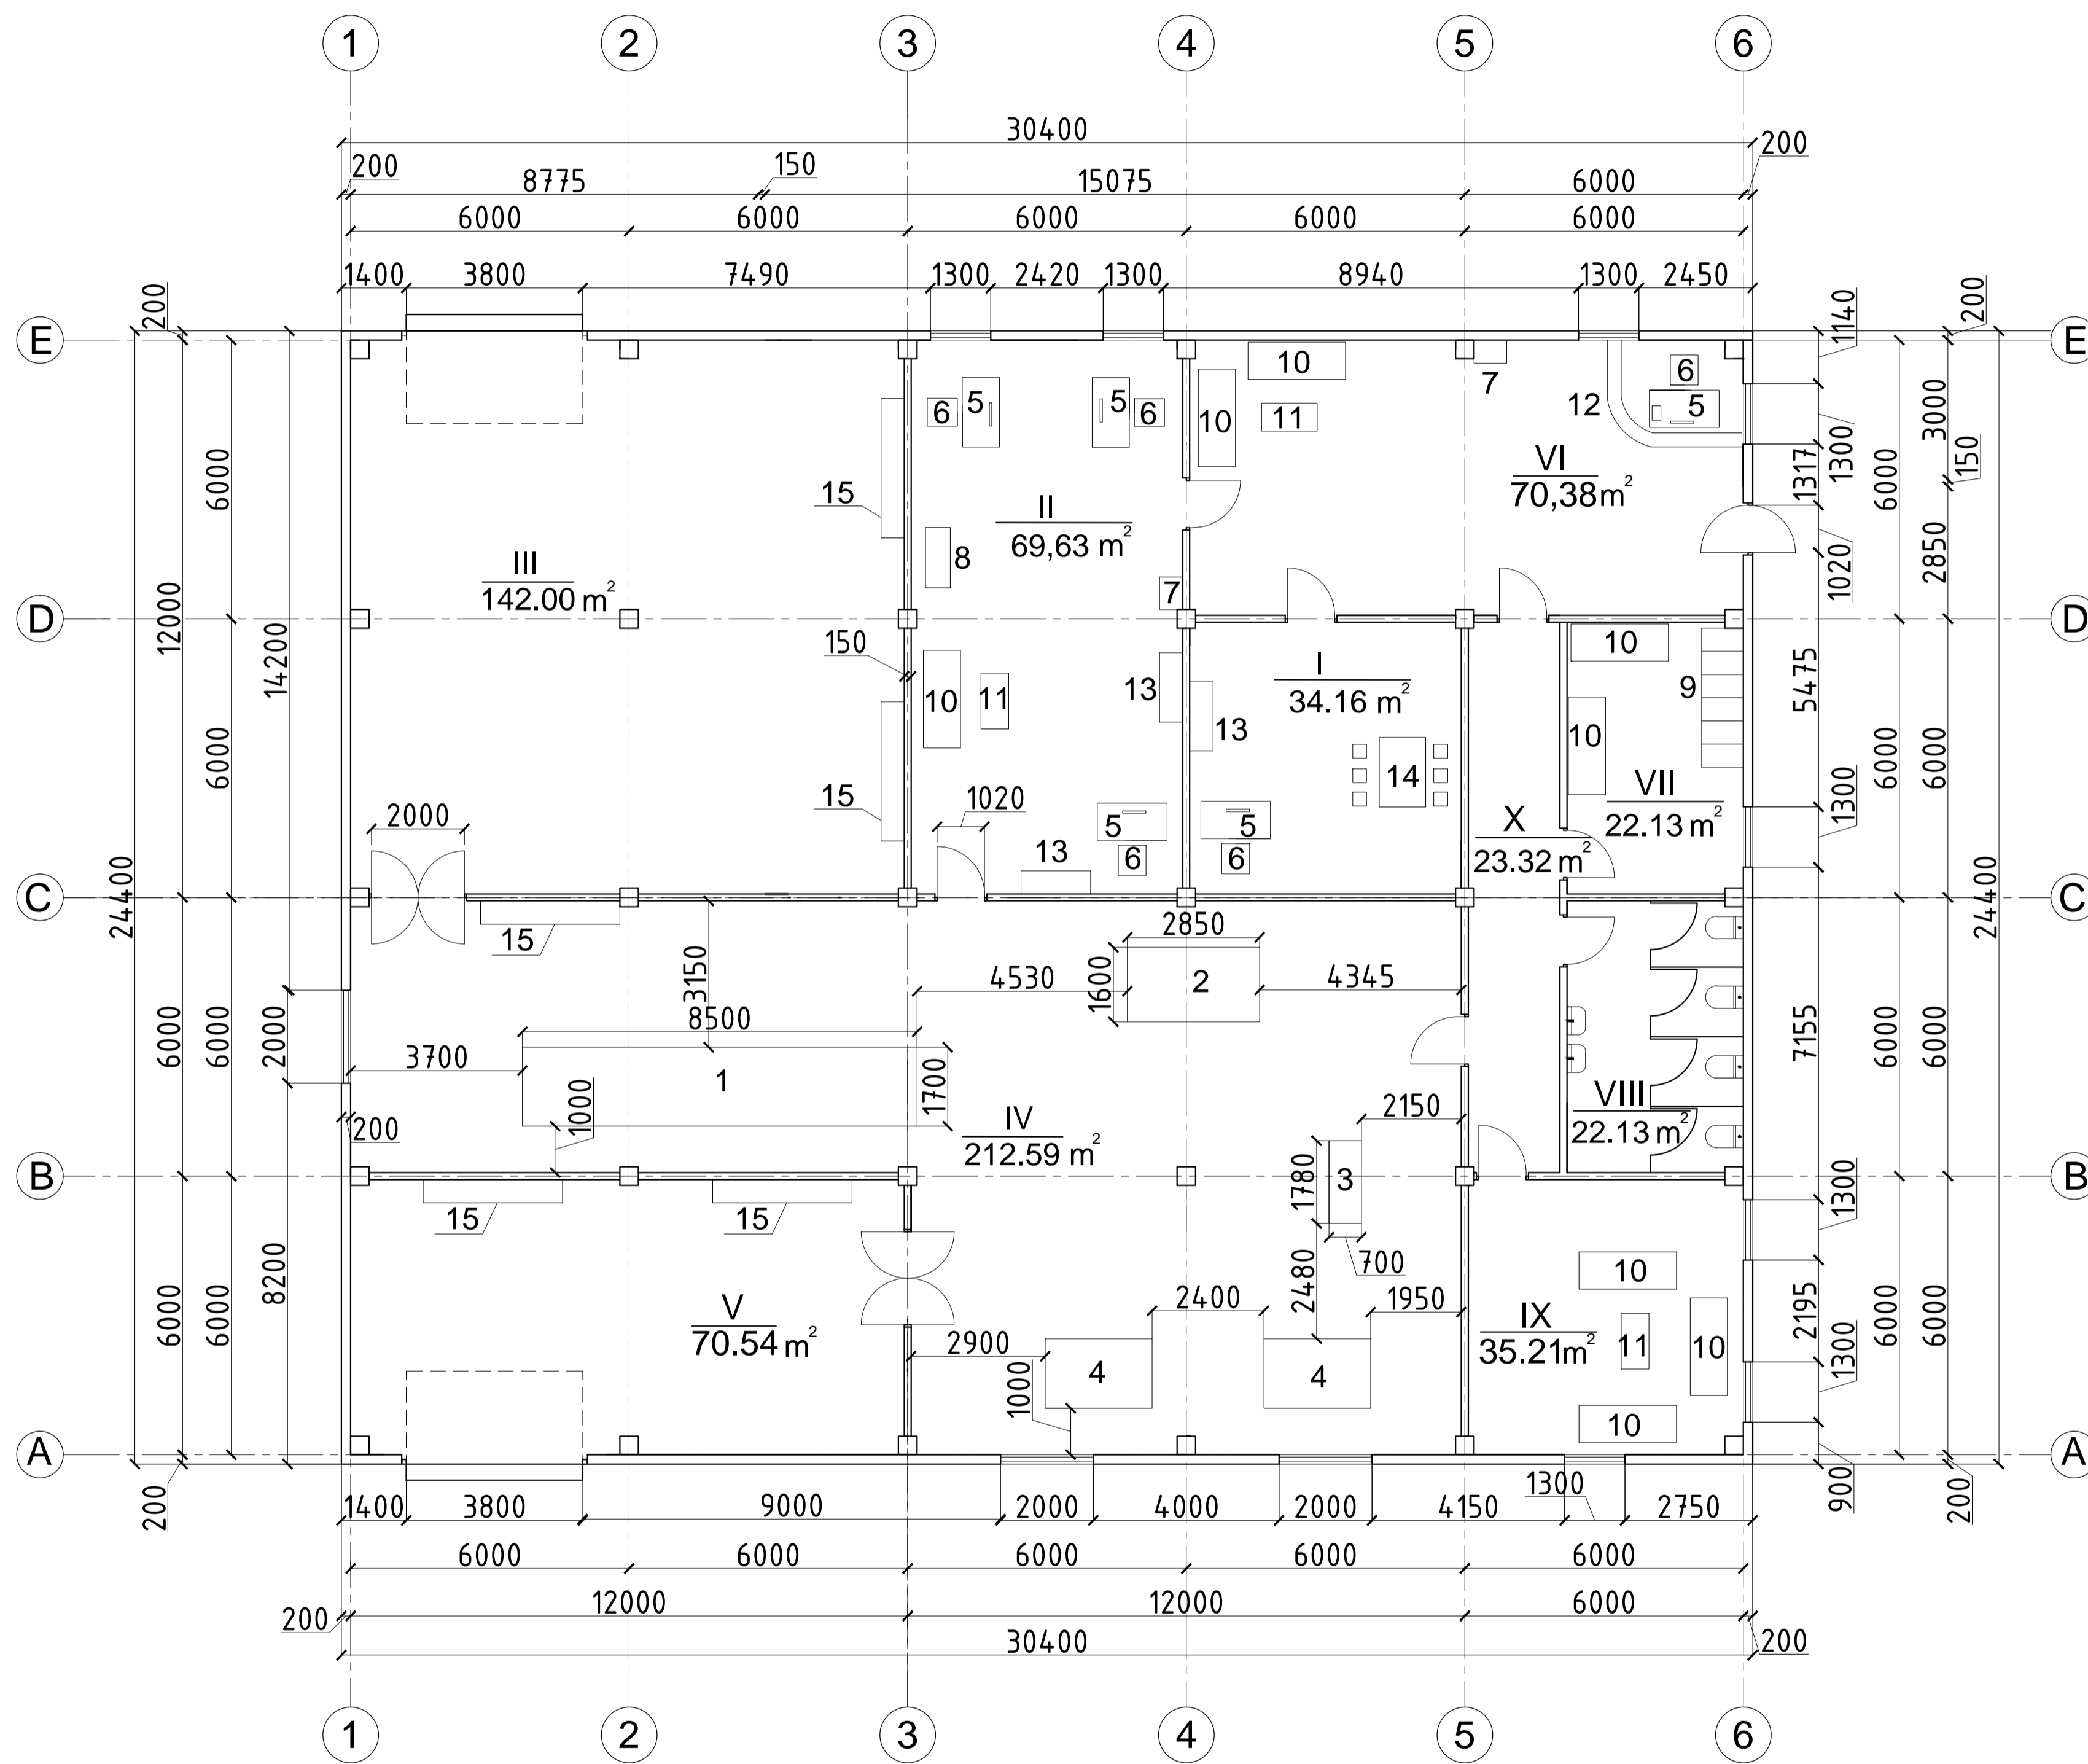 1 2 3 4 5 6
30400
200 8775 150 15075 6000 200
6000 6000 6000 6000 6000
1400 3800 7490 1300 2420 1300 8940 1300 2450
E 200 1140 200 E
10 7 6
6 5 5 6 10 11 12 5
3000
1300
150
6000 15 II VI 1317 6000
69,63 m² 70,38m²
III 8 1020 2850
142.00 m² 7
12000
D D
14200 150 I 10 5475
10 11 13 34.16 m² 9
13 10
6000 14 VII 6000 6000
15 1020 X 22.13 m² 1300
2000 5 5 23.32 m²
13 6 6
24400 24400
C C
15 2850
3150 4530 1600 2 4345
8500
6000 6000 2000 3700 1 1700 7155 6000 6000
1000 IV VIII
200 212.59 m² 2150 22.13 m²
B B
15 15 1780 3 1300
8200 2480 700
6000 6000 V 2400 1950 10 2195 6000 6000
70.54 m² 2900 IX 11 10
35.21m² 1300
1000 4 4
10
A A
200 1300 900 200
1400 3800 9000 2000 4000 2000 4150 2750
6000 6000 6000 6000 6000
200 12000 12000 6000 200
30400
1 2 3 4 5 6